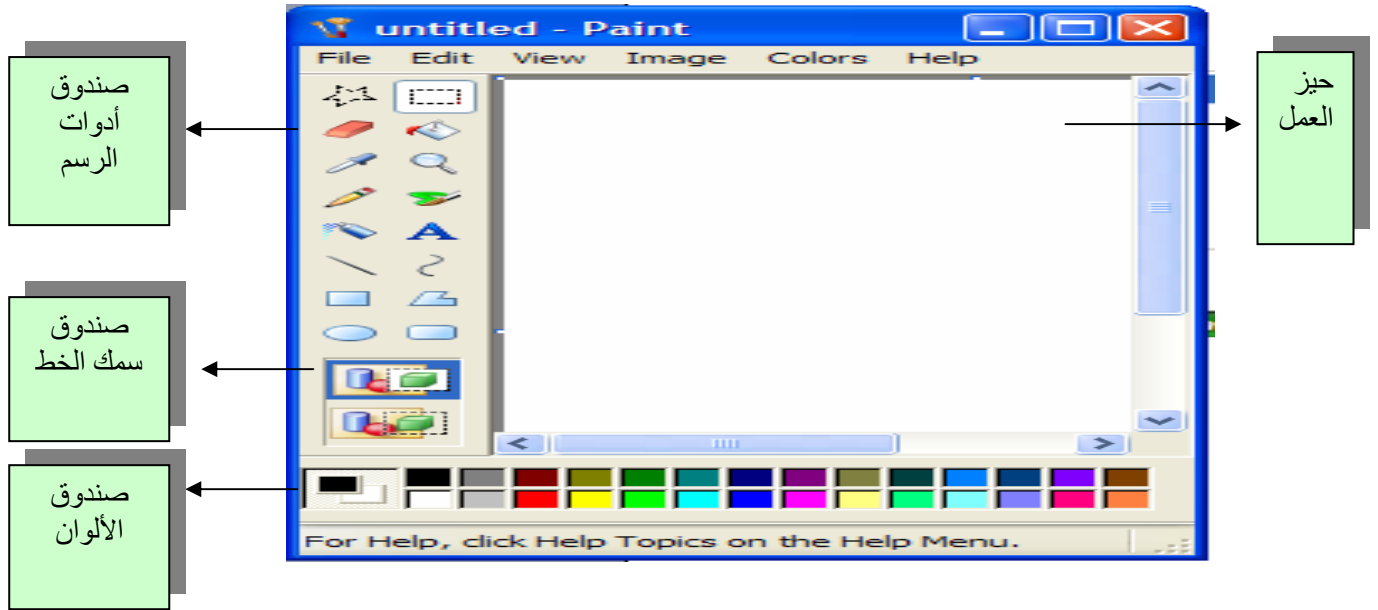 untitled - Paint
File Edit View Image Colors Help
صندوق
أدوات
الرسم
حيز
العمل
A
صندوق
سمك الخط
صندوق
الألوان
For Help, click Help Topics on the Help Menu.